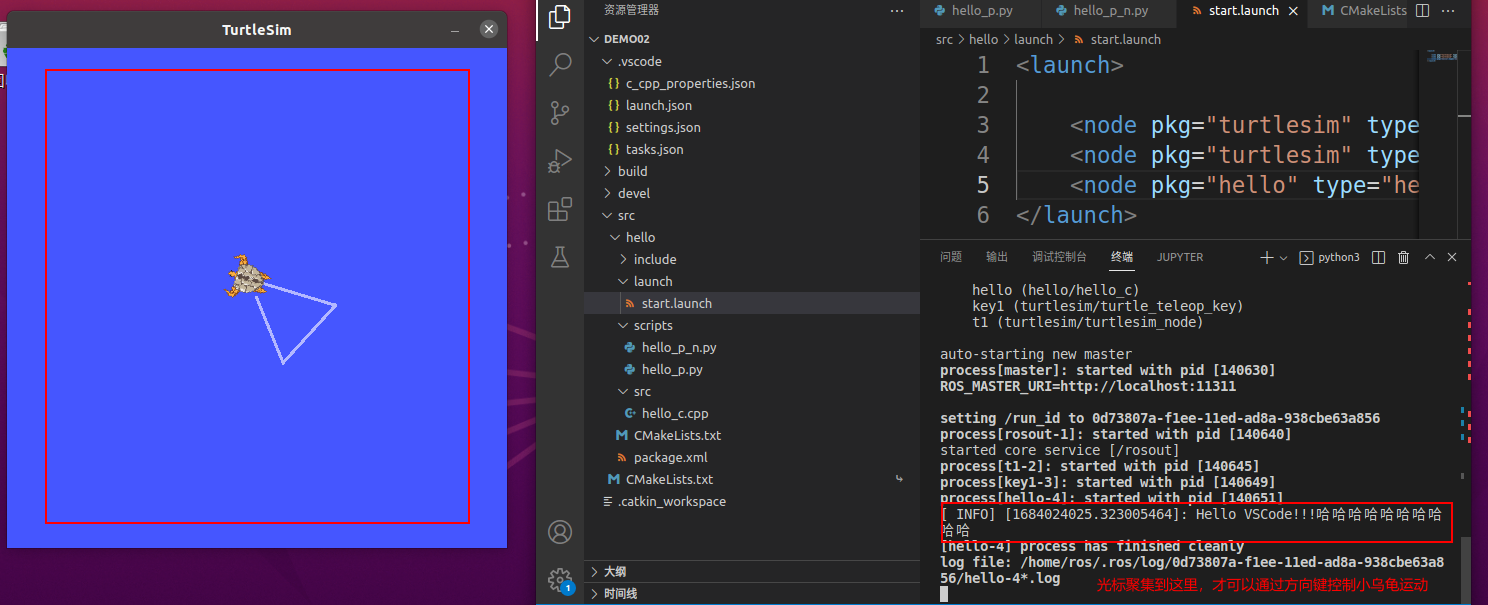 TurtleSim
资源管理器
DEMO02
.vscode
c_cpp_properties.json
launch.json
settings.json
tasks.json
build
devel
src
hello
include
launch
start.launch
scripts
hello_p_n.py
hello_p.py
src
hello_c.cpp
CMakeLists.txt
package.xml
CMakeLists.txt
.catkin_workspace
大纲
时间线
1
hello_p.py
hello_p_n.py
start.launch
CMakeLists
src > hello > launch > start.launch
1 <launch>
2
3 <node pkg="turtlesim" type
4 <node pkg="turtlesim" type
5 <node pkg="hello" type="he
6 </launch>
问题 输出 调试控制台 终端 JUPYTER python3
hello (hello/hello_c)
key1 (turtlesim/turtle_teleop_key)
t1 (turtlesim/turtlesim_node)
auto-starting new master
process[master]: started with pid [140630]
ROS_MASTER_URI=http://localhost:11311
setting /run_id to 0d73807a-f1ee-11ed-ad8a-938cbe63a856
process[rosout-1]: started with pid [140640]
started core service [/rosout]
process[t1-2]: started with pid [140645]
process[key1-3]: started with pid [140649]
process[hello-4]: started with pid [140651]
[ INFO] [1684024025.323005464]: Hello VSCode!!!哈哈哈哈哈哈哈哈
哈哈
[hello-4] process has finished cleanly
log file: /home/ros/.ros/log/0d73807a-f1ee-11ed-ad8a-938cbe63a8
56/hello-4*.log
光标聚集到这里，才可以通过方向键控制小乌龟运动